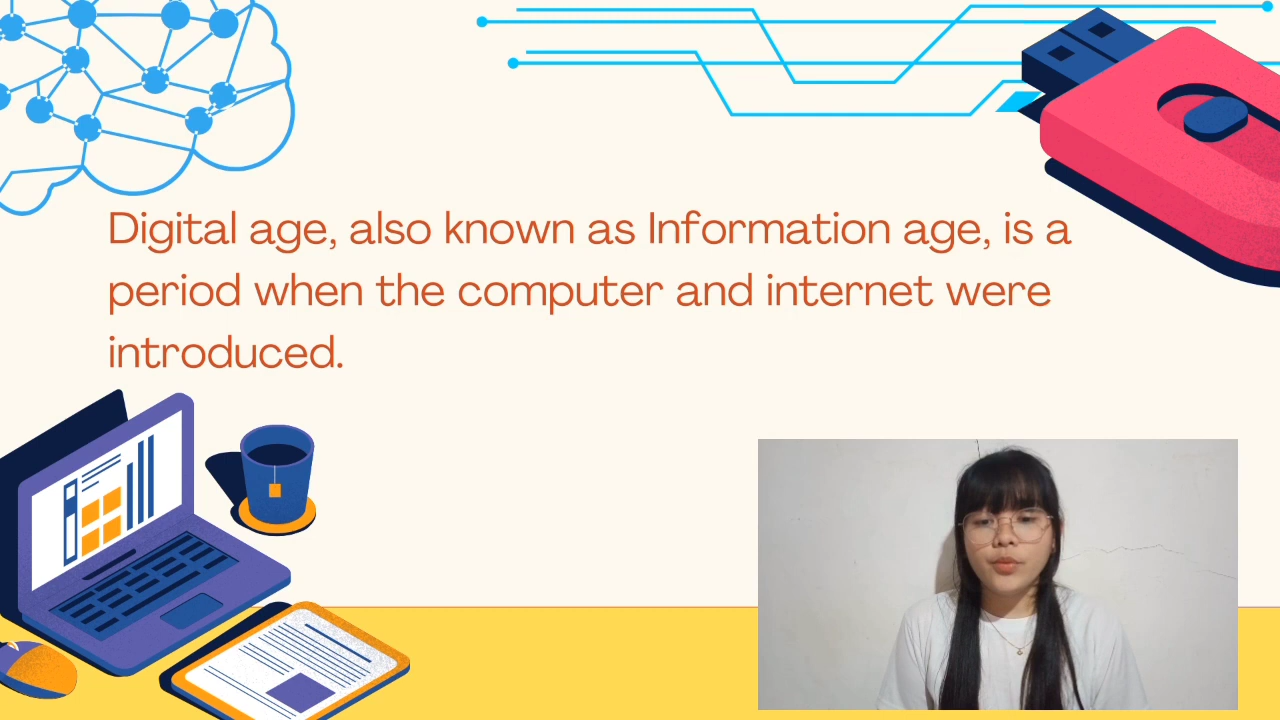 Digital age, also known as Information age, is a
period when the computer and internet were
introduced.